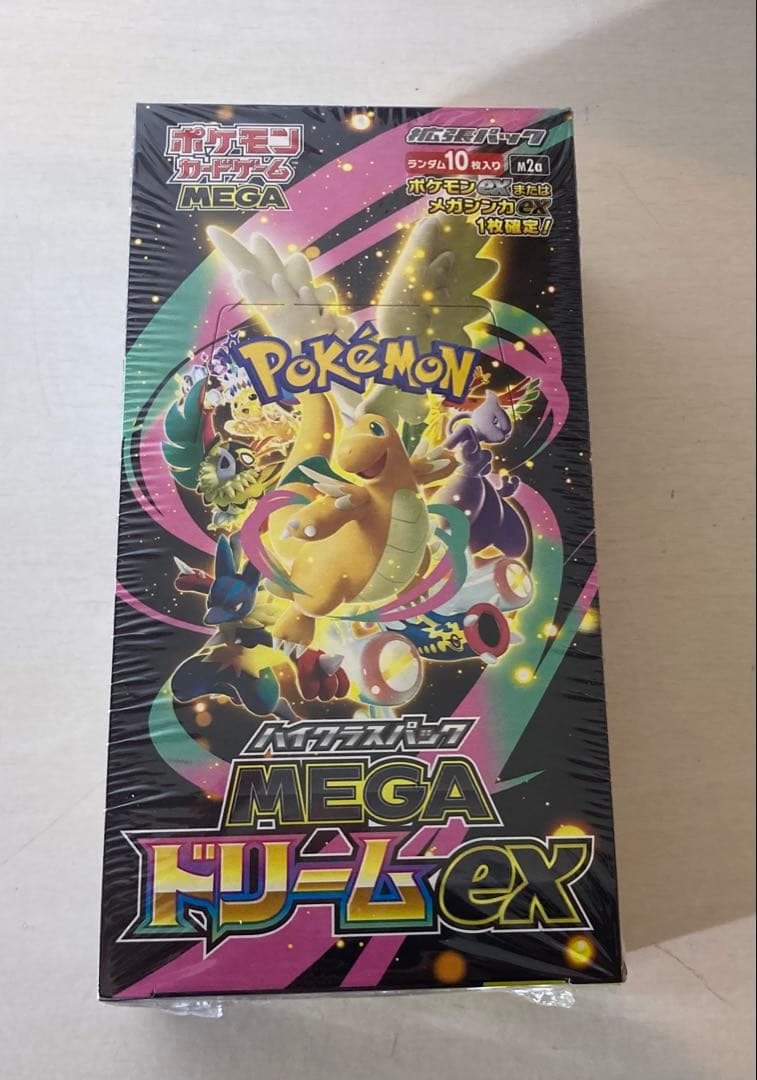 ポケモン
カードゲーム
MEGA
拡張パック
ランダム10枚入り M2a
ポケモンexまたは
メガシンカex
1枚確定!
POKéMON
ハイクラスパック
MEGA
ドリームex